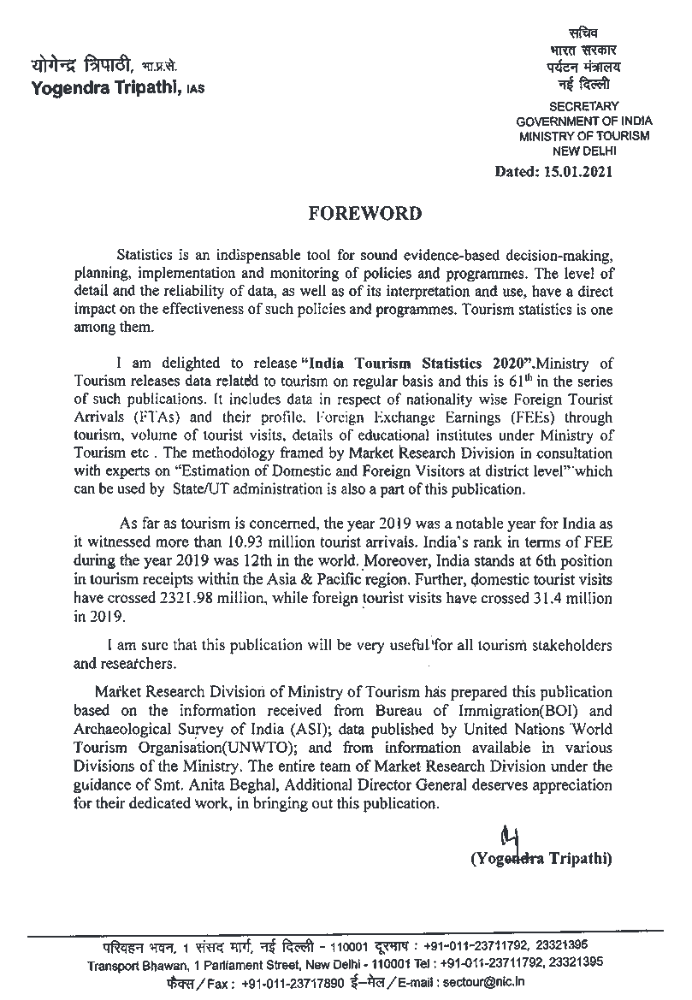 सचिव
भारत सरकार
पर्यटन मंत्रालय
नई दिल्ली
योगेन्द्र त्रिपाठी, भा.प्र.से.
Yogendra Tripathi, IAS
SECRETARY
GOVERNMENT OF INDIA
MINISTRY OF TOURISM
NEW DELHI
Dated: 15.01.2021
FOREWORD
Statistics is an indispensable tool for sound evidence-based decision-making,
planning, implementation and monitoring of policies and programmes. The level of
detail and the reliability of data, as well as of its interpretation and use, have a direct
impact on the effectiveness of such policies and programmes. Tourism statistics is one
among them.
I am delighted to release “India Tourism Statistics 2020”.Ministry of
Tourism releases data related to tourism on regular basis and this is 61th in the series
of such publications. It includes data in respect of nationality wise Foreign Tourist
Arrivals (FTAs) and their profile, Foreign Exchange Earnings (FEEs) through
tourism, volume of tourist visits, details of educational institutes under Ministry of
Tourism etc . The methodology framed by Market Research Division in consultation
with experts on “Estimation of Domestic and Foreign Visitors at district level” which
can be used by State/UT administration is also a part of this publication.
As far as tourism is concerned, the year 2019 was a notable year for India as
it witnessed more than 10.93 million tourist arrivals. India's rank in terms of FEE
during the year 2019 was 12th in the world. Moreover, India stands at 6th position
in tourism receipts within the Asia & Pacific region. Further, domestic tourist visits
have crossed 2321.98 million, while foreign tourist visits have crossed 31.4 million
in 2019.
I am sure that this publication will be very useful for all tourism stakeholders
and researchers.
Market Research Division of Ministry of Tourism has prepared this publication
based on the information received from Bureau of Immigration(BOI) and
Archaeological Survey of India (ASI); data published by United Nations World
Tourism Organisation(UNWTO); and from information available in various
Divisions of the Ministry. The entire team of Market Research Division under the
guidance of Smt. Anita Beghal, Additional Director General deserves appreciation
for their dedicated work, in bringing out this publication.
(Yogendra Tripathi)
परिवहन भवन, 1 संसद मार्ग, नई दिल्ली - 110001 दूरभाष : +91-011-23711792, 23321395
Transport Bhawan, 1 Parliament Street, New Delhi - 110001 Tel : +91-011-23711792, 23321395
फैक्स / Fax : +91-011-23717890 ई-मेल / E-mail : sectour@nic.in